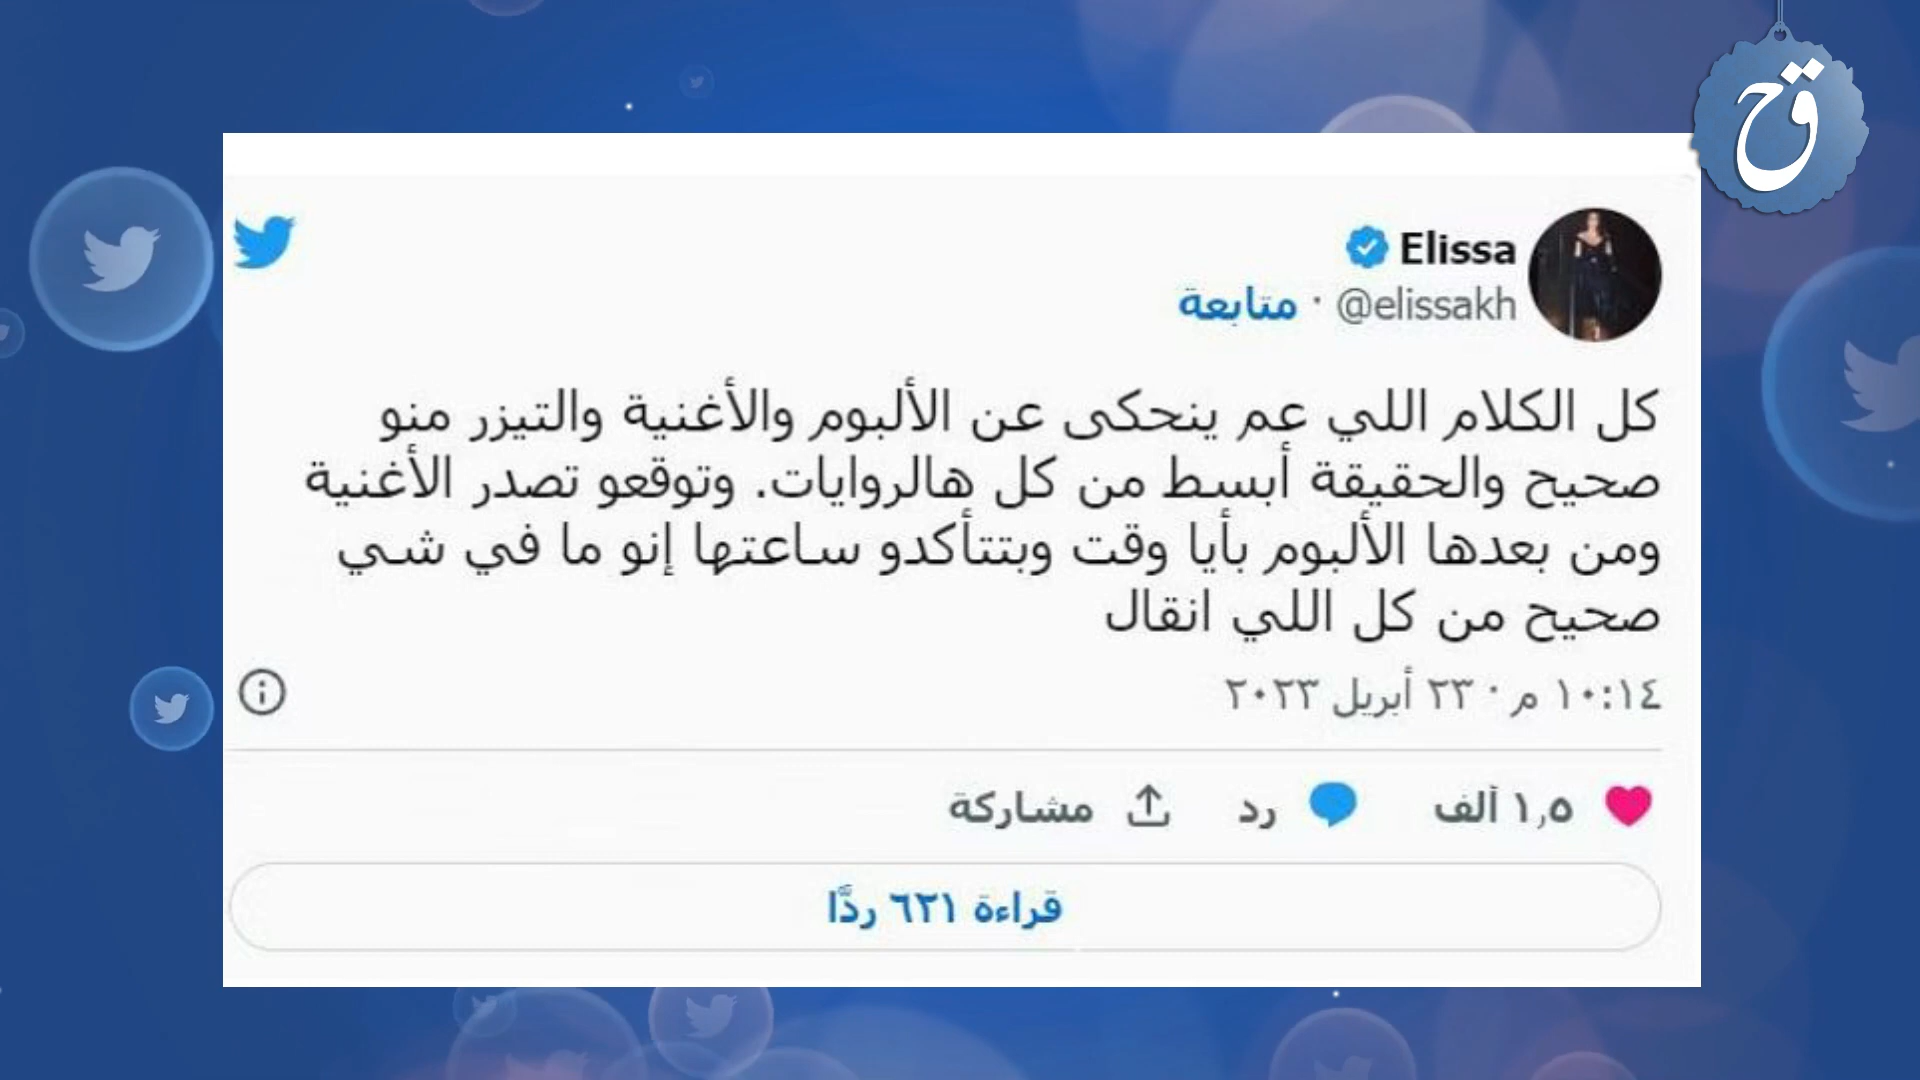 قح
Elissa
@elissakh · متابعة
كل الكلام اللي عم ينحكى عن الألبوم والأغنية والتيزر منو
صحيح والحقيقة أبسط من كل هالروايات. وتوقعو تصدر الأغنية
ومن بعدها الألبوم بأيا وقت وبتتأكدو ساعتها إنو ما في شي
صحيح من كل اللي انقال
١٠:١٤ م · ٢٣ أبريل ٢٠٢٣
١,٥ ألف رد مشاركة
قراءة ٦٢١ ردًّا